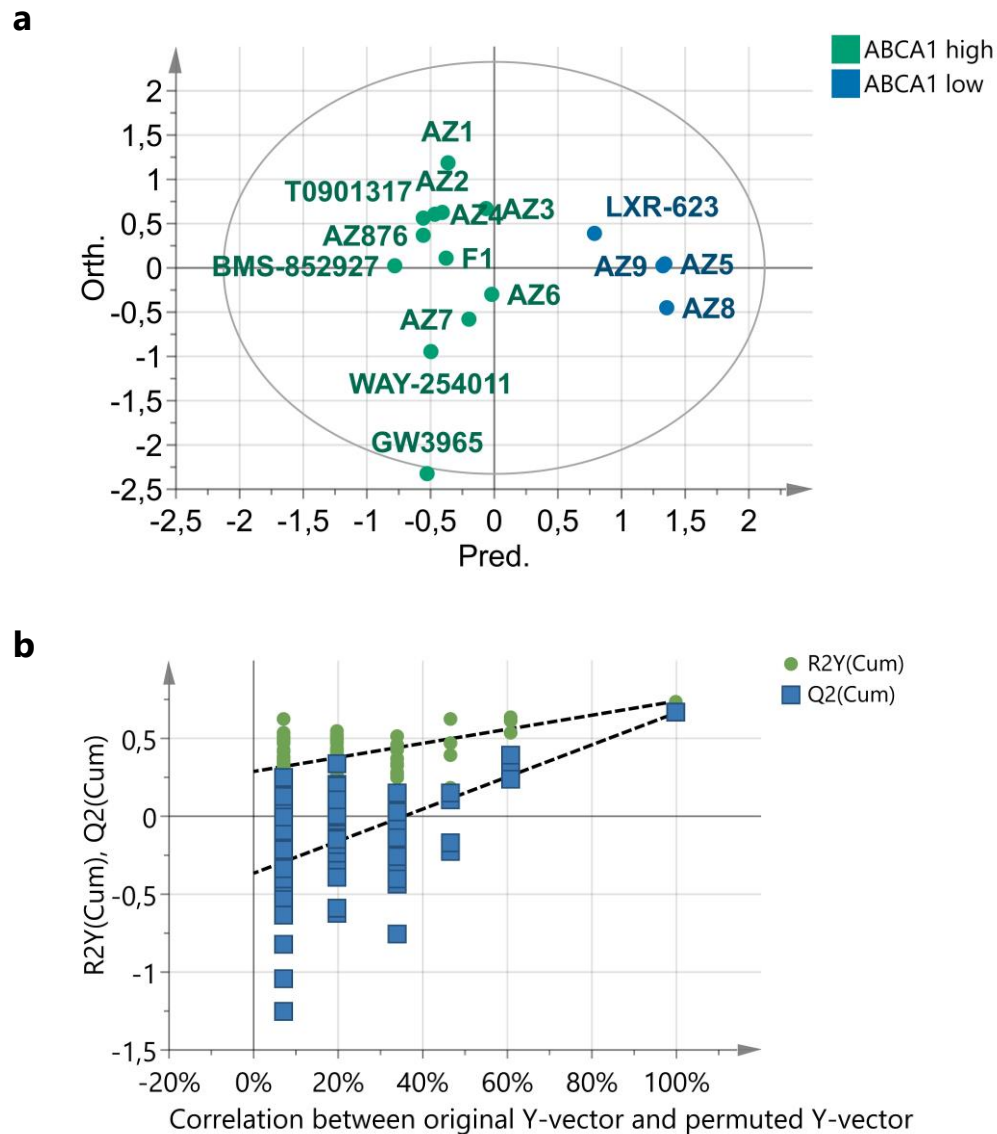 a
ABCA1 high
ABCA1 low
2
1,5
1
0,5
0
-0,5
-1
-1,5
-2
-2,5
Orth.
AZ1
T0901317 AZ2
AZ4 AZ3
LXR-623
AZ876
BMS-852927 F1
AZ9 AZ5
AZ6
AZ7
AZ8
WAY-254011
GW3965
-2,5 -2 -1,5 -1 -0,5 0 0,5 1 1,5 2
Pred.
b
R2Y(Cum)
Q2(Cum)
R2Y(Cum), Q2(Cum)
0,5
0
-0,5
-1
-1,5
-20% 0% 20% 40% 60% 80% 100%
Correlation between original Y-vector and permuted Y-vector